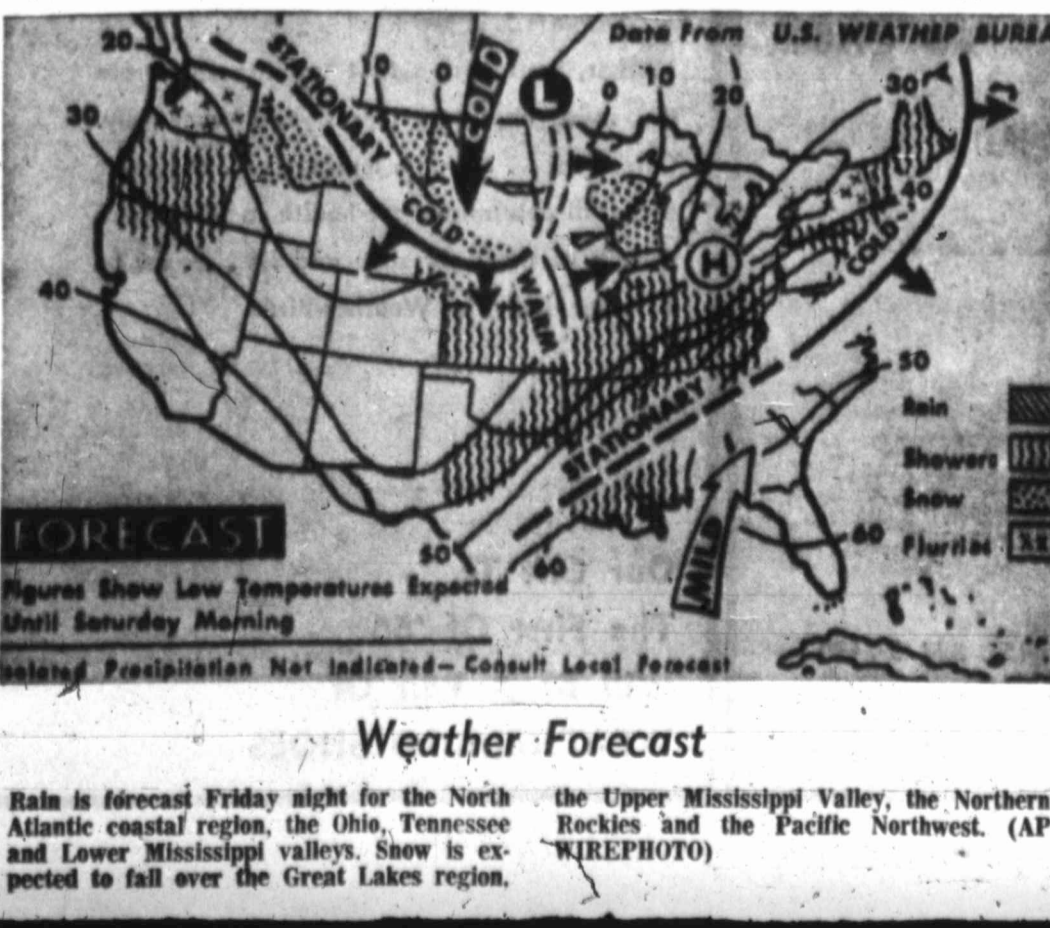 Data From U.S. WEATHER BUREA
20
STATIONARY
10
0
COLD
L
0
10
20
30
30
COLD
40
COLD
H
40
WARM
50
STATIONARY
Rain
Showers
Snow
Flurries
FORECAST
50
60
MILD
60
Figures Show Low Temperatures Expected
Until Saturday Morning
Isolated Precipitation Not Indicated— Consult Local Forecast
Weather Forecast
Rain is forecast Friday night for the North
Atlantic coastal region, the Ohio, Tennessee
and Lower Mississippi valleys. Snow is ex-
pected to fall over the Great Lakes region,
the Upper Mississippi Valley, the Northern
Rockies and the Pacific Northwest. (AP
WIREPHOTO)